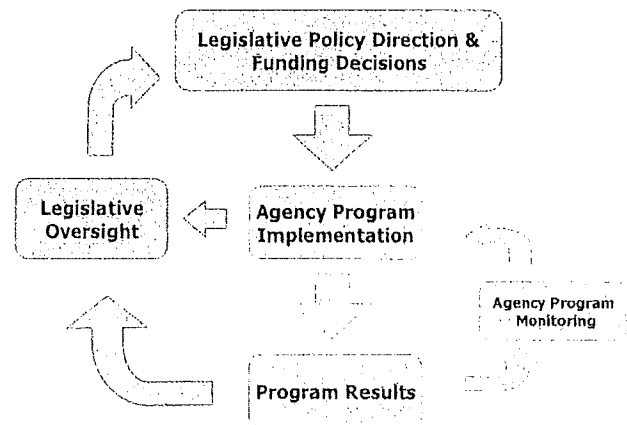 Legislative Policy Direction &
Funding Decisions
Legislative
Oversight
Agency Program
Implementation
Agency Program
Monitoring
Program Results